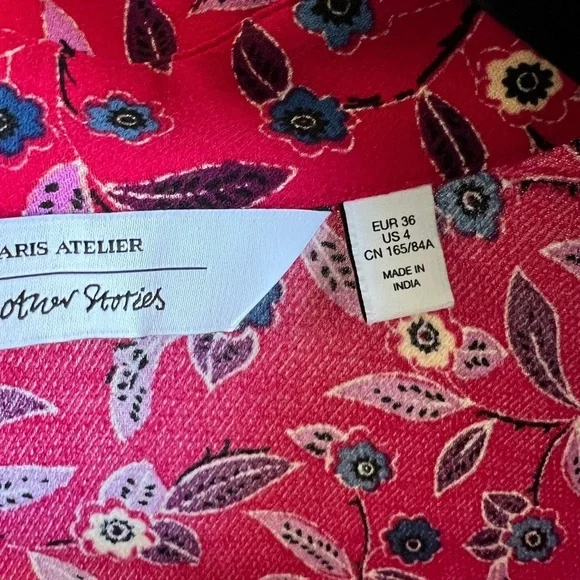 ARIS ATELIER
other Stories
EUR 36
US 4
CN 165/84A
MADE IN
INDIA